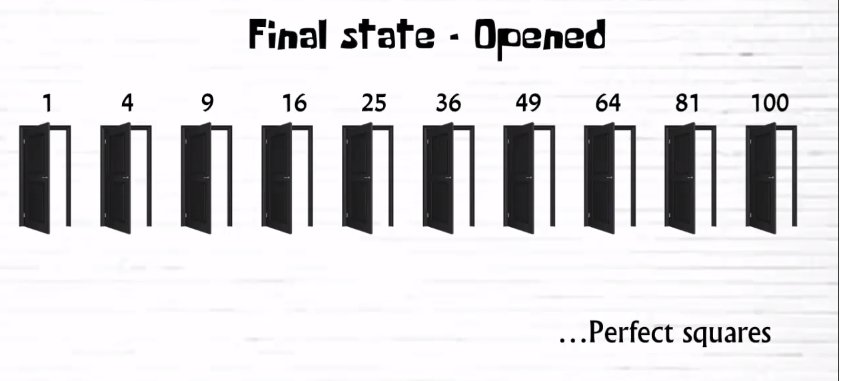 Final state - Opened
1 4 9 16 25 36 49 64 81 100
...Perfect squares